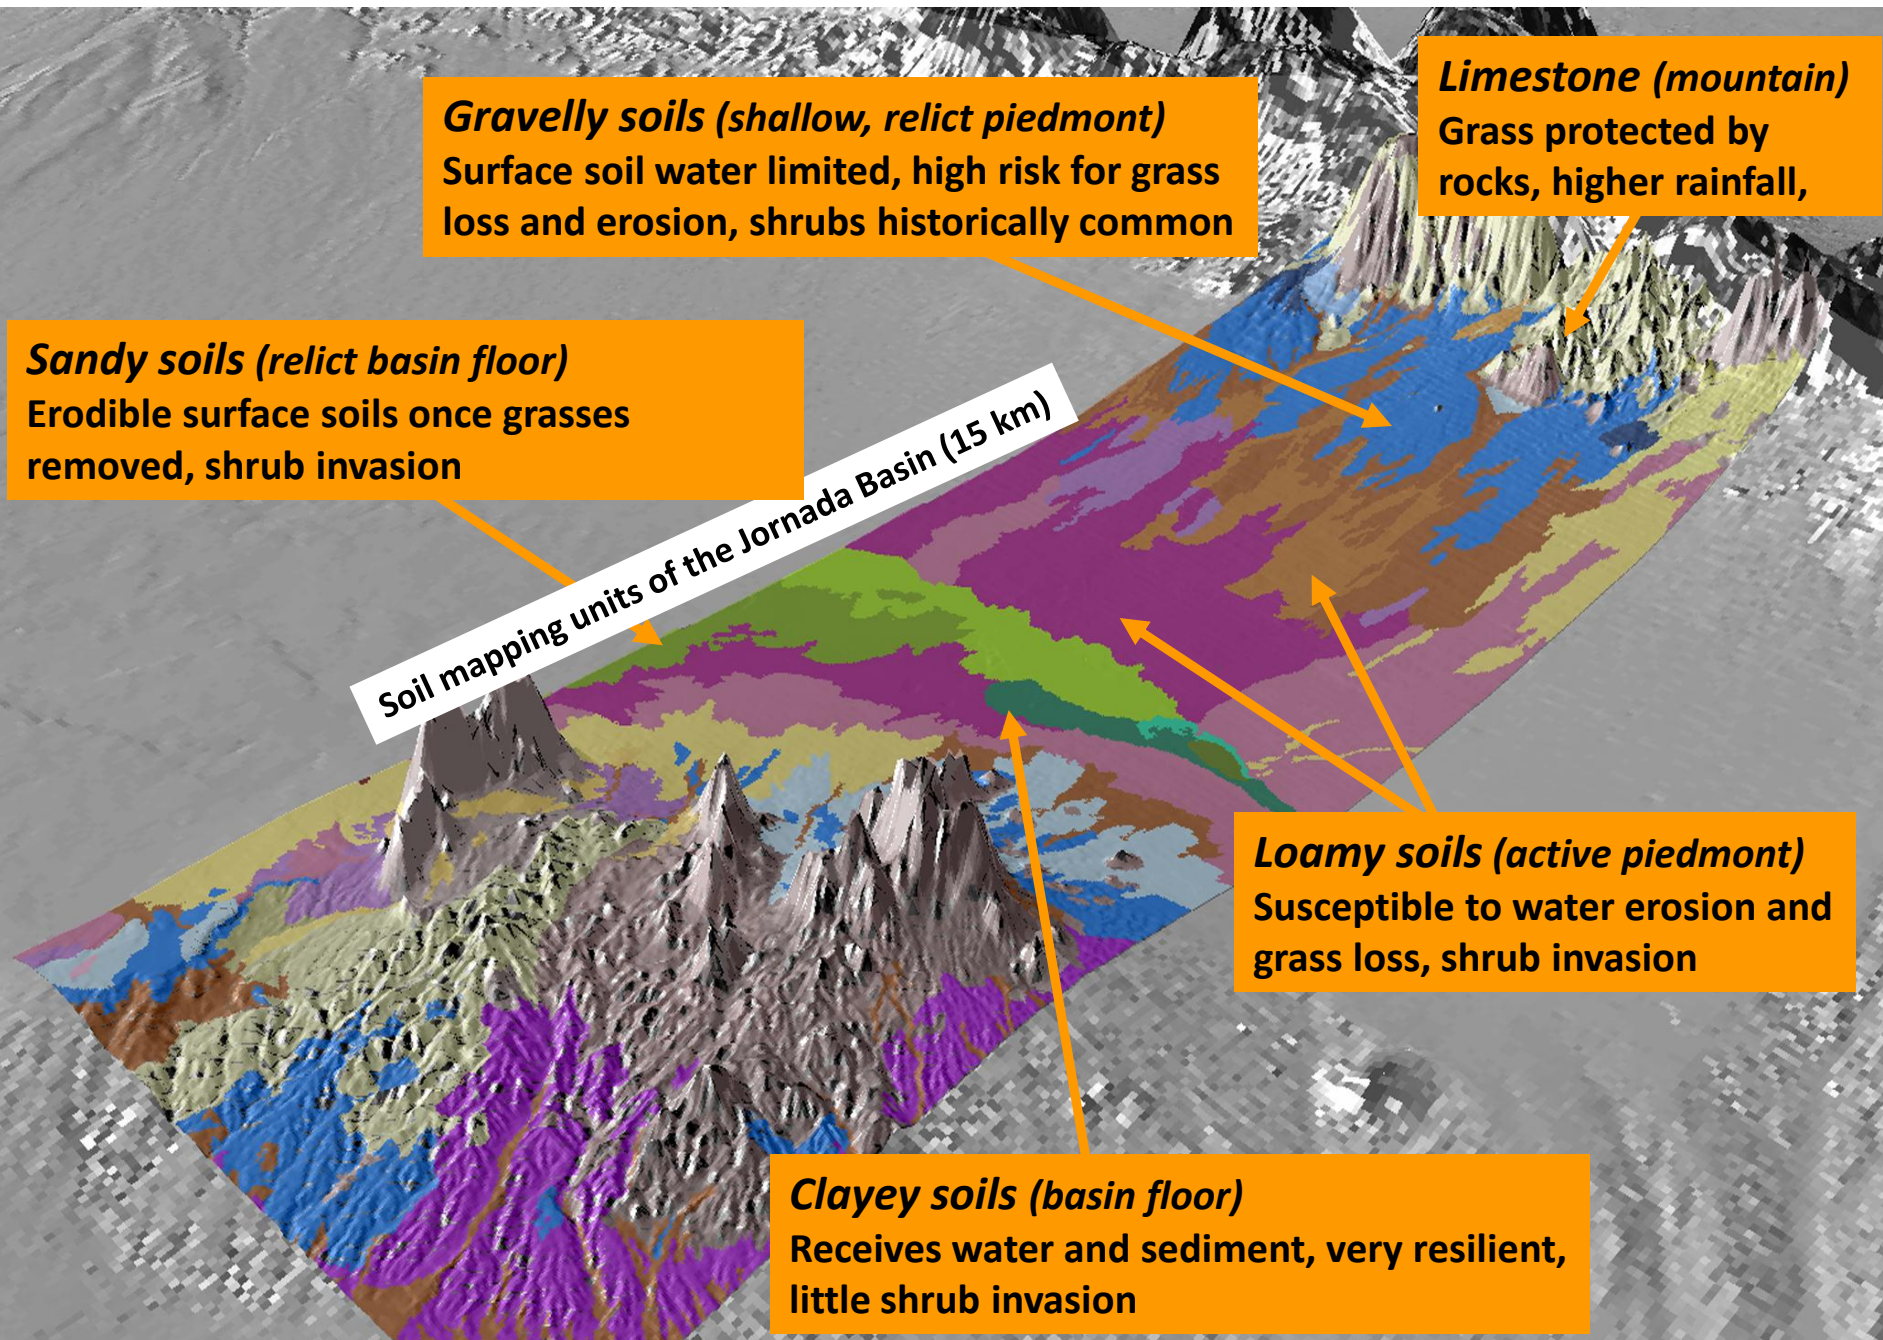 Limestone (mountain)
Grass protected by
rocks, higher rainfall,
Gravelly soils (shallow, relict piedmont)
Surface soil water limited, high risk for grass
loss and erosion, shrubs historically common
Sandy soils (relict basin floor)
Erodible surface soils once grasses
removed, shrub invasion
Soil mapping units of the Jornada Basin (15 km)
Loamy soils (active piedmont)
Susceptible to water erosion and
grass loss, shrub invasion
Clayey soils (basin floor)
Receives water and sediment, very resilient,
little shrub invasion